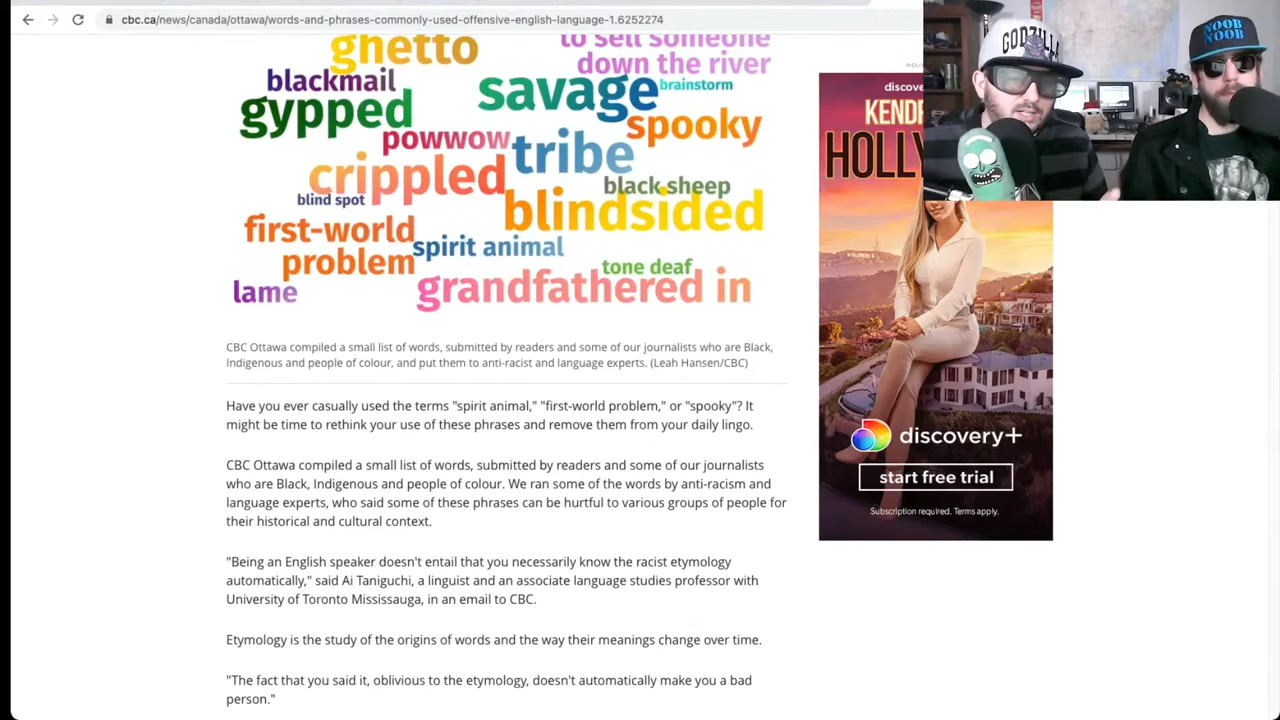 cbc.ca/news/canada/ottawa/words-and-phrases-commonly-used-offensive-english-language-1.6252274
ghetto
to sell someone
down the river
blackmail
savage
brainstorm
gypped
spooky
powwow
tribe
crippled
black sheep
blind spot
blindsided
first-world
problem
spirit animal
tone deaf
lame
grandfathered in
CBC Ottawa compiled a small list of words, submitted by readers and some of our journalists who are Black,
Indigenous and people of colour, and put them to anti-racist and language experts. (Leah Hansen/CBC)
Have you ever casually used the terms "spirit animal," "first-world problem," or "spooky"? It
might be time to rethink your use of these phrases and remove them from your daily lingo.
CBC Ottawa compiled a small list of words, submitted by readers and some of our journalists
who are Black, Indigenous and people of colour. We ran some of the words by anti-racism and
language experts, who said some of these phrases can be hurtful to various groups of people for
their historical and cultural context.
"Being an English speaker doesn't entail that you necessarily know the racist etymology
automatically," said Ai Taniguchi, a linguist and an associate language studies professor with
University of Toronto Mississauga, in an email to CBC.
Etymology is the study of the origins of words and the way their meanings change over time.
"The fact that you said it, oblivious to the etymology, doesn't automatically make you a bad
person."
discove
KENDR
HOLLY
discovery+
start free trial
Subscription required. Terms apply.
GODZILLA
NOOB
NOOB